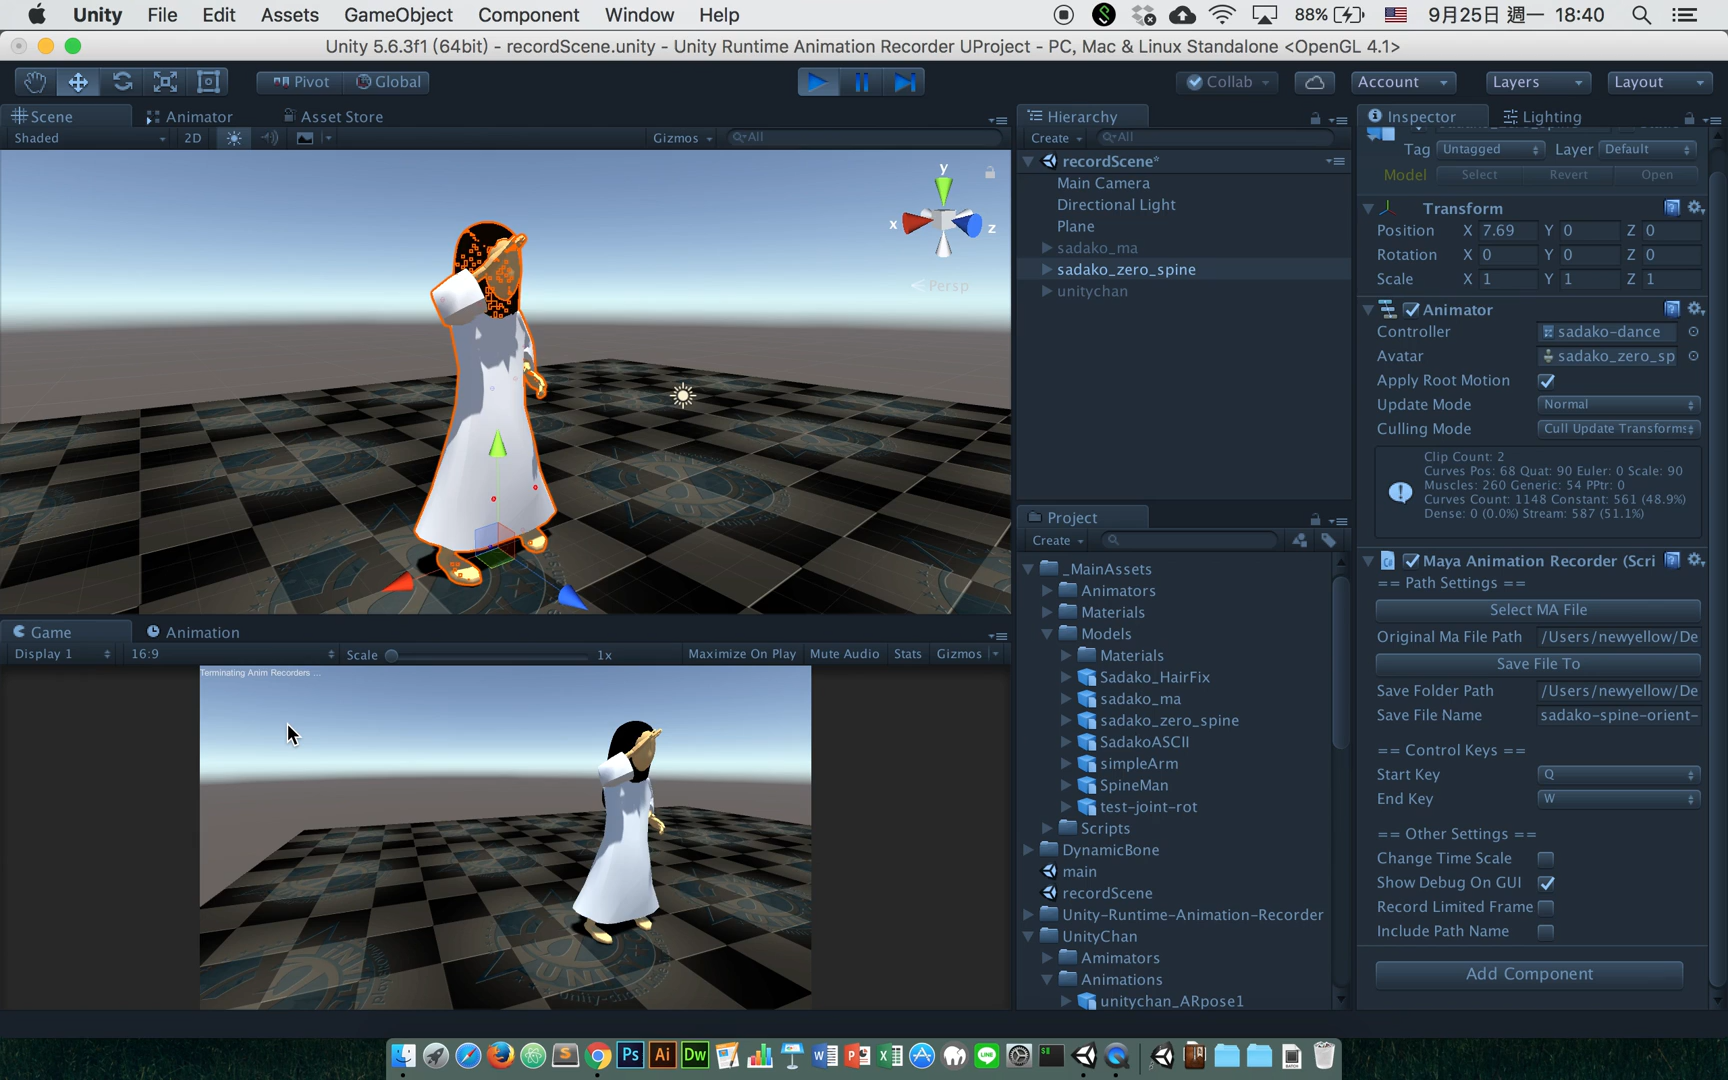 Unity File Edit Assets GameObject Component Window Help 88% 9月25日 週一 18:40
Unity 5.6.3f1 (64bit) - recordScene.unity - Unity Runtime Animation Recorder UProject - PC, Mac & Linux Standalone <OpenGL 4.1>
Pivot Global Collab Account Layers Layout
Scene Animator Asset Store
Shaded 2D Gizmos All
y x z
Persp
Game Animation
Display 1 16:9 Scale 1x Maximize On Play Mute Audio Stats Gizmos
Terminating Anim Recorders ...
Hierarchy
Create All
recordScene*
Main Camera
Directional Light
Plane
sadako_ma
sadako_zero_spine
unitychan
Project
Create
_MainAssets
Animators
Materials
Models
Materials
Sadako_HairFix
sadako_ma
sadako_zero_spine
SadakoASCII
simpleArm
SpineMan
test-joint-rot
Scripts
DynamicBone
main
recordScene
Unity-Runtime-Animation-Recorder
UnityChan
Amimators
Animations
unitychan_ARpose1
Inspector Lighting
Tag Untagged Layer Default
Model Select Revert Open
Transform
Position X 7.69 Y 0 Z 0
Rotation X 0 Y 0 Z 0
Scale X 1 Y 1 Z 1
Animator
Controller sadako-dance
Avatar sadako_zero_sp
Apply Root Motion
Update Mode Normal
Culling Mode Cull Update Transforms
Clip Count: 2
Curves Pos: 68 Quat: 90 Euler: 0 Scale: 90
Muscles: 260 Generic: 54 PPtr: 0
Curves Count: 1148 Constant: 561 (48.9%)
Dense: 0 (0.0%) Stream: 587 (51.1%)
Maya Animation Recorder (Scri
== Path Settings ==
Select MA File
Original Ma File Path /Users/newyellow/De
Save File To
Save Folder Path /Users/newyellow/De
Save File Name sadako-spine-orient-
== Control Keys ==
Start Key Q
End Key W
== Other Settings ==
Change Time Scale
Show Debug On GUI
Record Limited Frame
Include Path Name
Add Component
Ps Ai Dw